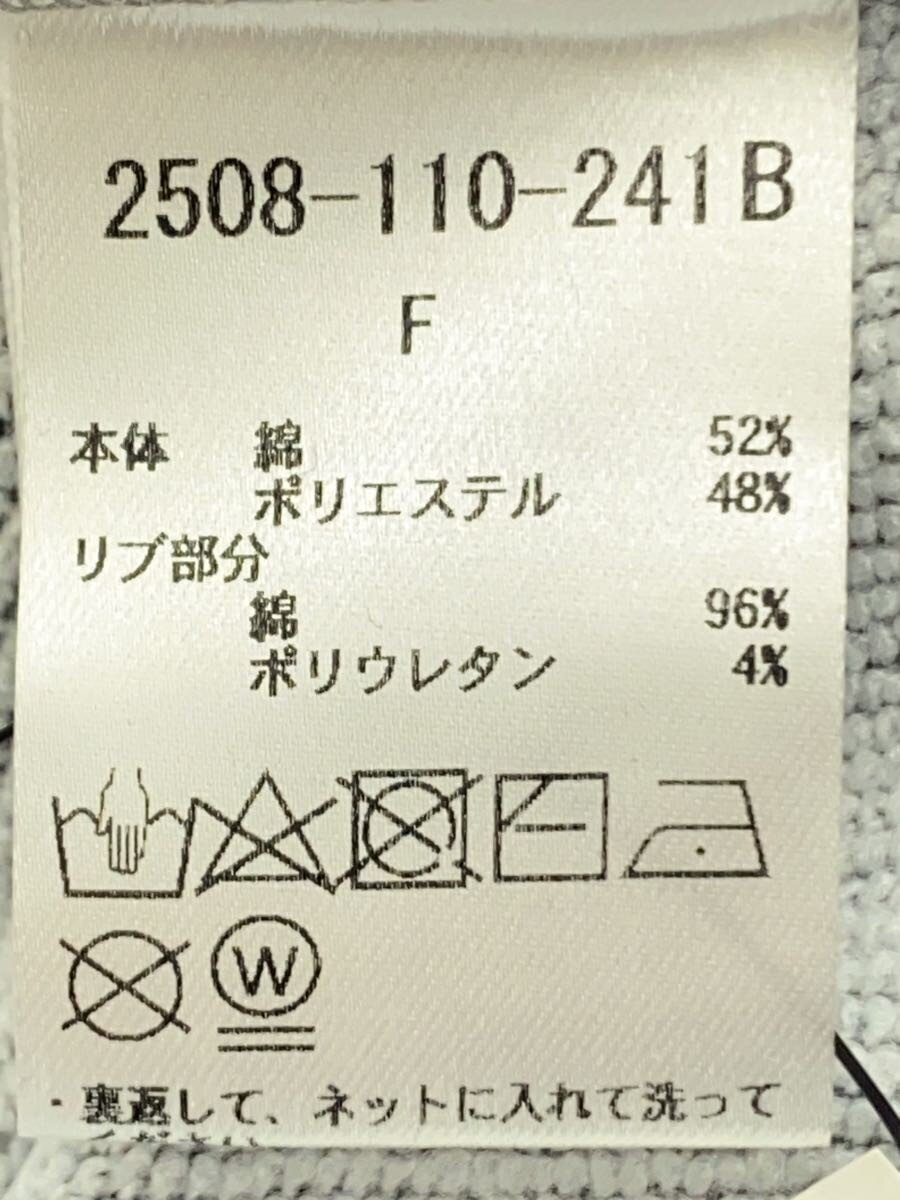 2508-110-241B
F
本体 綿 52%
ポリエステル 48%
リブ部分
綿 96%
ポリウレタン 4%
W
・裏返して、ネットに入れて洗って